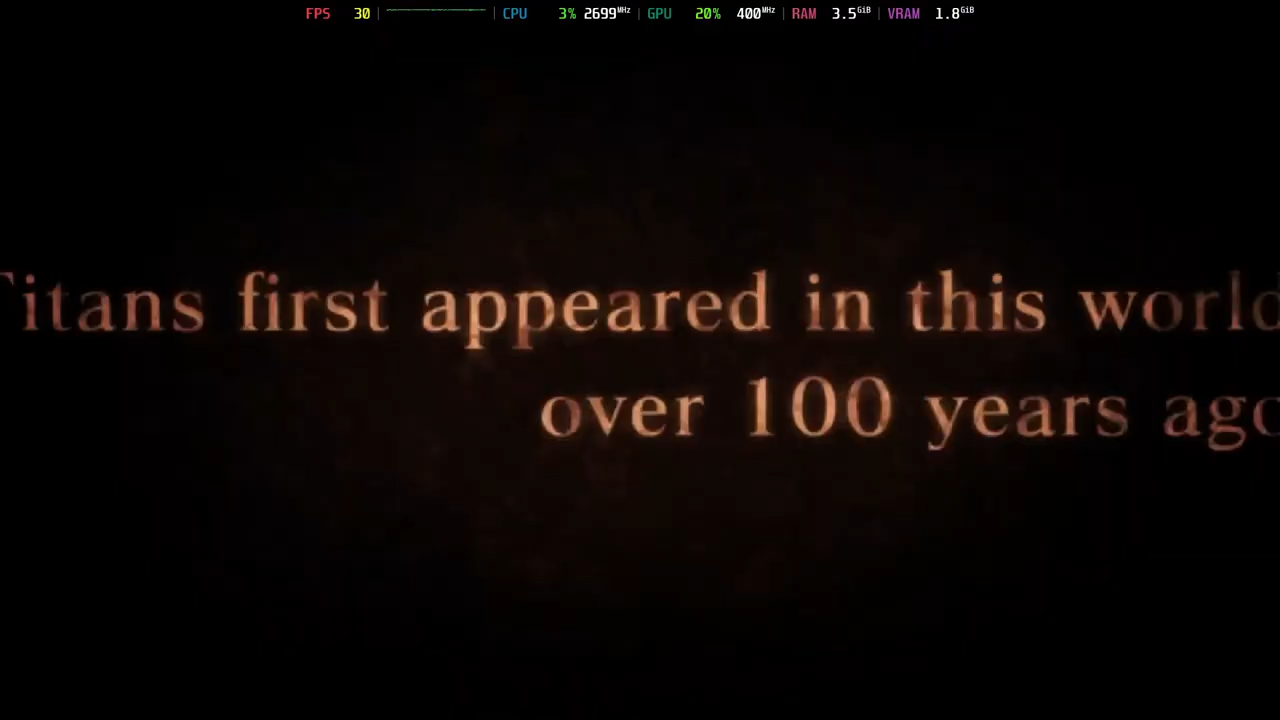 FPS 30 CPU 3% 2699MHz GPU 20% 400MHz RAM 3.5GiB VRAM 1.8GiB
Titans first appeared in this world
over 100 years ago